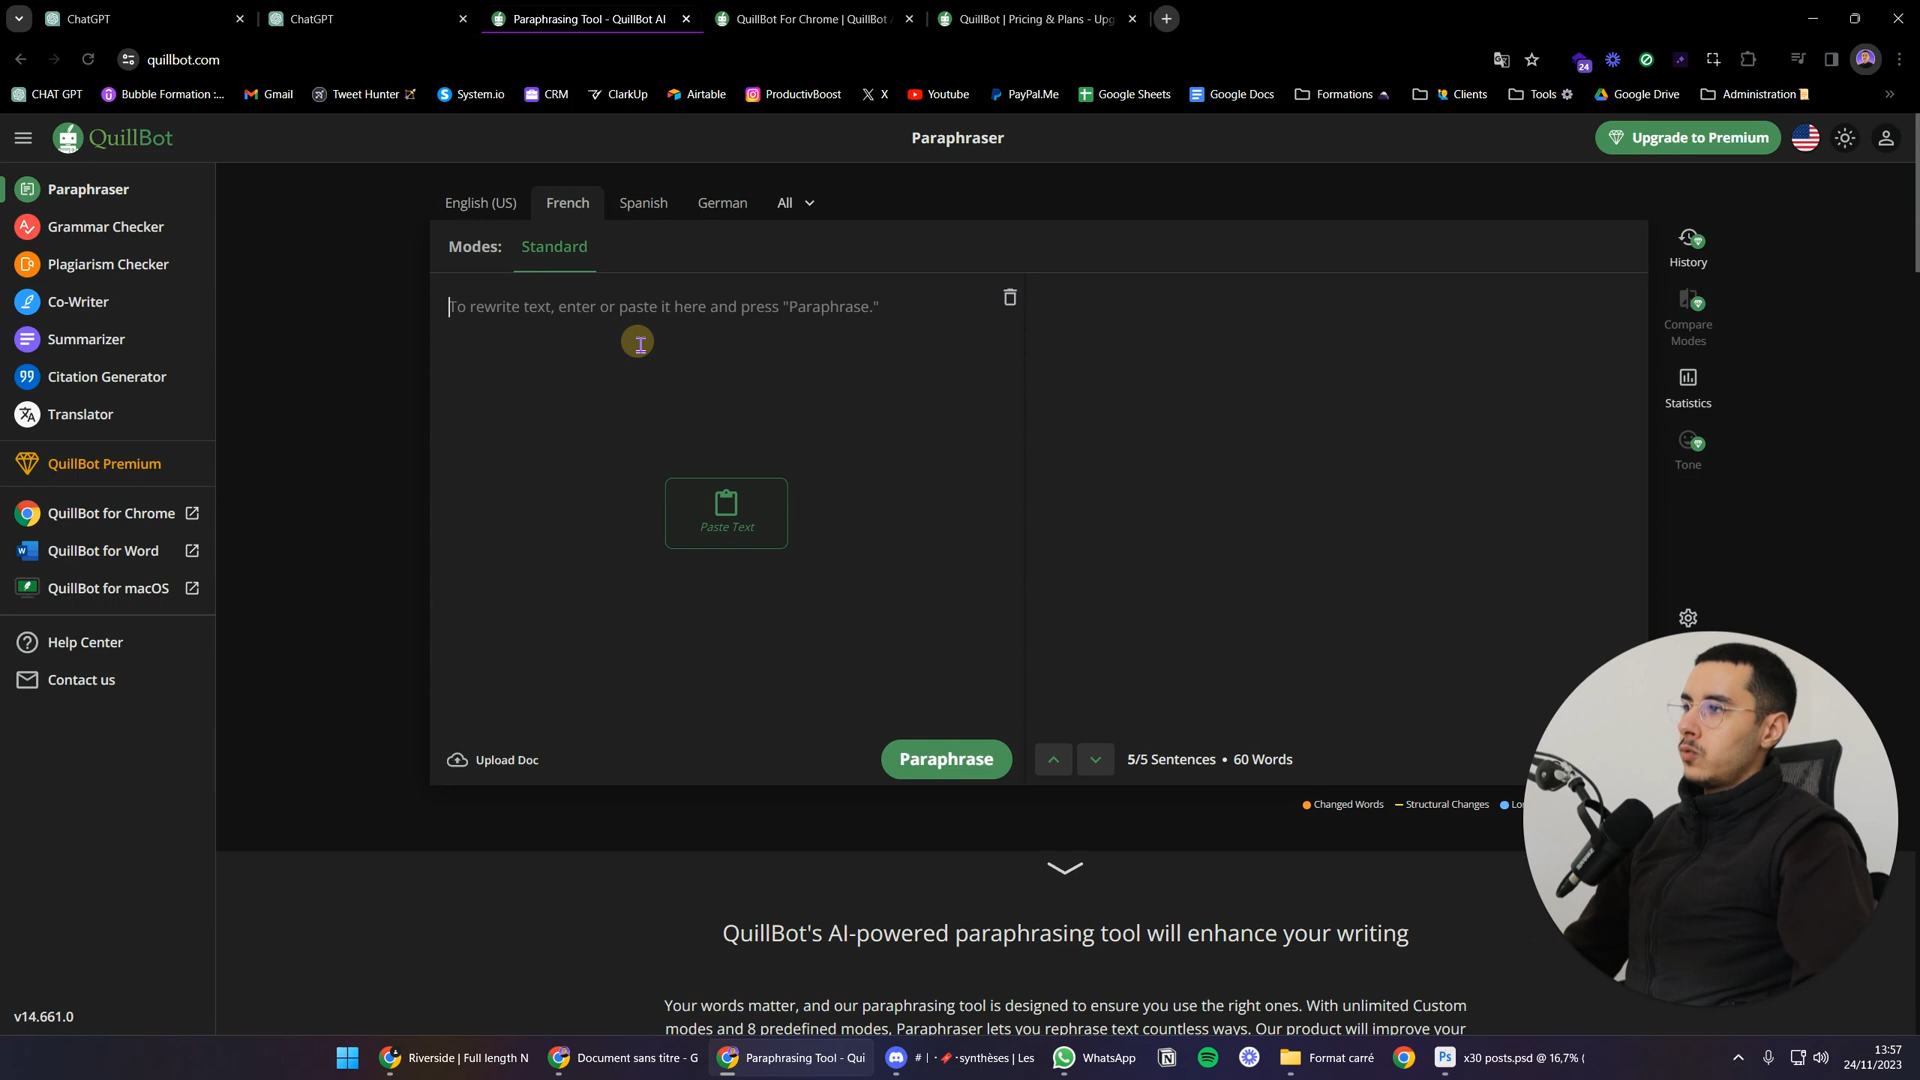 ChatGPT
ChatGPT
Paraphrasing Tool - QuillBot AI
QuillBot For Chrome | QuillBot
QuillBot | Pricing & Plans - Upg
quillbot.com
24
CHAT GPT
Bubble Formation :...
Gmail
Tweet Hunter
System.io
CRM
ClarkUp
Airtable
ProductivBoost
X
Youtube
PayPal.Me
Google Sheets
Google Docs
Formations
Clients
Tools
Google Drive
Administration
QuillBot
Paraphraser
Upgrade to Premium
Paraphraser
Grammar Checker
Plagiarism Checker
Co-Writer
Summarizer
Citation Generator
Translator
QuillBot Premium
QuillBot for Chrome
QuillBot for Word
QuillBot for macOS
Help Center
Contact us
v14.661.0
English (US)
French
Spanish
German
All
Modes: Standard
To rewrite text, enter or paste it here and press "Paraphrase."
Paste Text
Upload Doc
Paraphrase
5/5 Sentences • 60 Words
History
Compare
Modes
Statistics
Tone
Changed Words
Structural Changes
QuillBot's AI-powered paraphrasing tool will enhance your writing
Your words matter, and our paraphrasing tool is designed to ensure you use the right ones. With unlimited Custom
modes and 8 predefined modes, Paraphraser lets you rephrase text countless ways. Our product will improve your
Riverside | Full length N
Document sans titre - G
Paraphrasing Tool - Qui
# | ・synthèses | Les
WhatsApp
Format carré
Ps
x30 posts.psd @ 16,7% (
13:57
24/11/2023